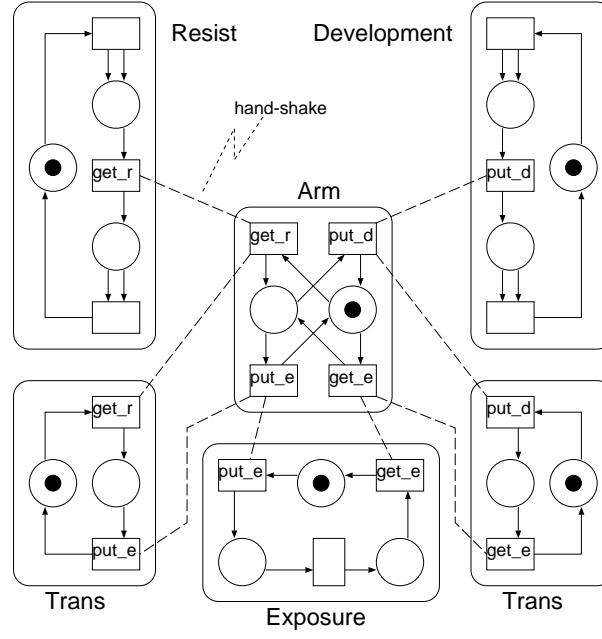 Resist
Development
hand-shake
get_r
put_d
Arm
get_r
put_d
put_e
get_e
get_r
put_d
put_e
get_e
put_e
get_e
Trans
Exposure
Trans